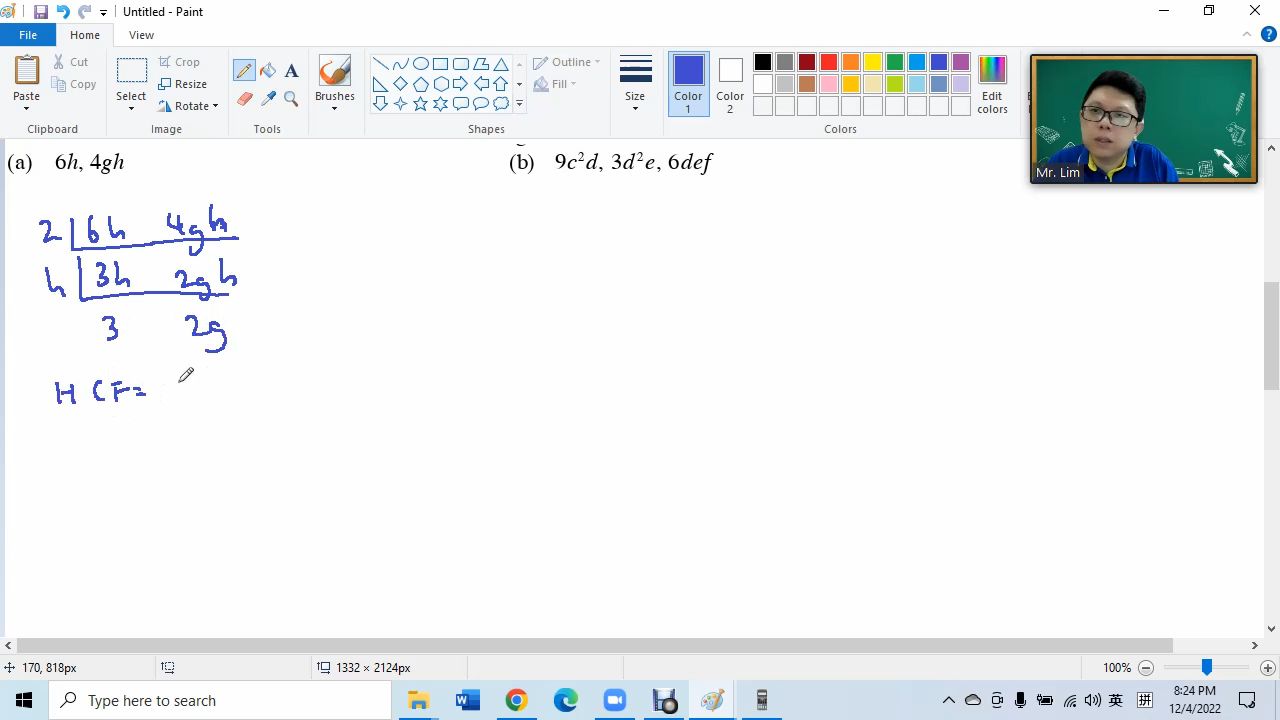 Untitled - Paint
File Home View
Paste Cut Copy Clipboard
Select Crop Resize Rotate Image
Tools
Brushes
Shapes Outline Fill
Size
Color 1 Color 2 Edit colors Colors
Mr. Lim
(a) 6h, 4gh
(b) 9c²d, 3d²e, 6def
2 6h 4gh
h 3h 2gh
3 2g
HCF=
170, 818px 1332 × 2124px 100%
Type here to search
英 拼
8:24 PM
12/4/2022